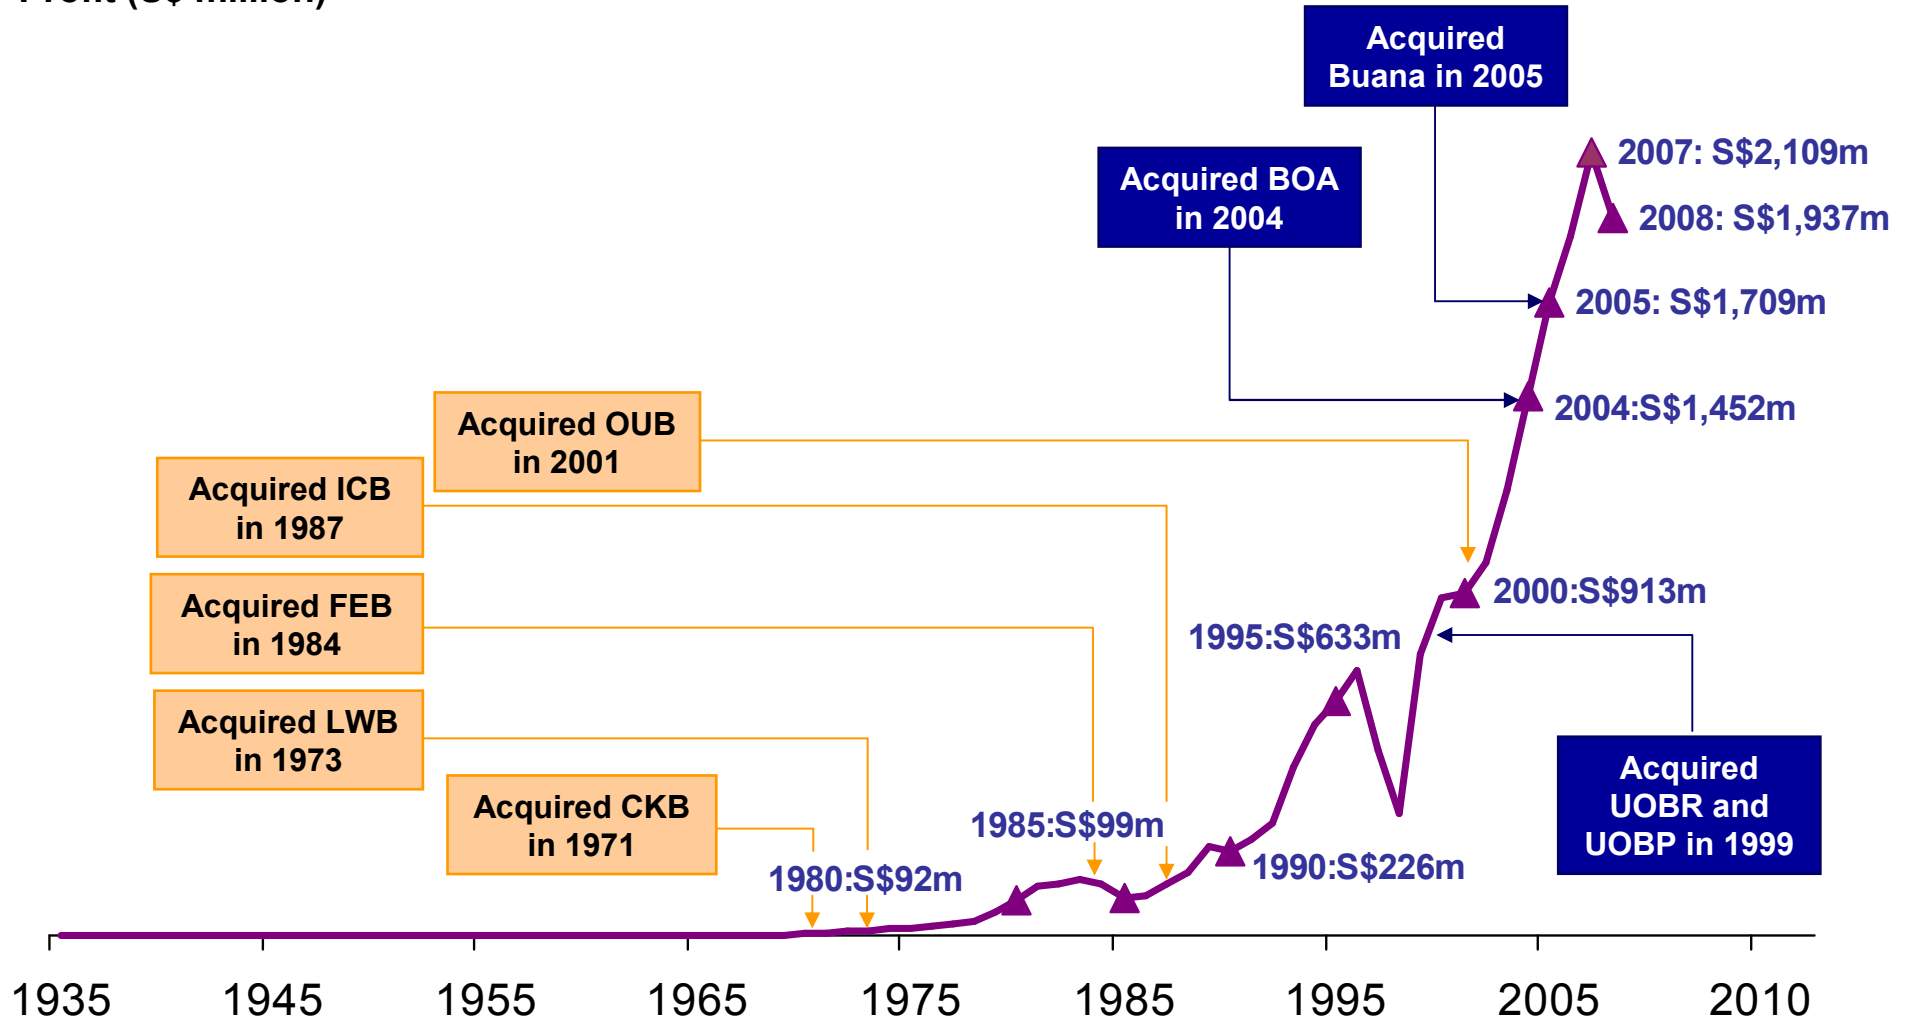 Profit (S$ million)
Acquired
Buana in 2005
2007: S$2,109m
Acquired BOA
in 2004
2008: S$1,937m
2005: S$1,709m
2004:S$1,452m
Acquired OUB
in 2001
Acquired ICB
in 1987
Acquired FEB
in 1984
2000:S$913m
1995:S$633m
Acquired LWB
in 1973
Acquired
UOBR and
UOBP in 1999
Acquired CKB
in 1971
1985:S$99m
1980:S$92m
1990:S$226m
1935 1945 1955 1965 1975 1985 1995 2005 2010